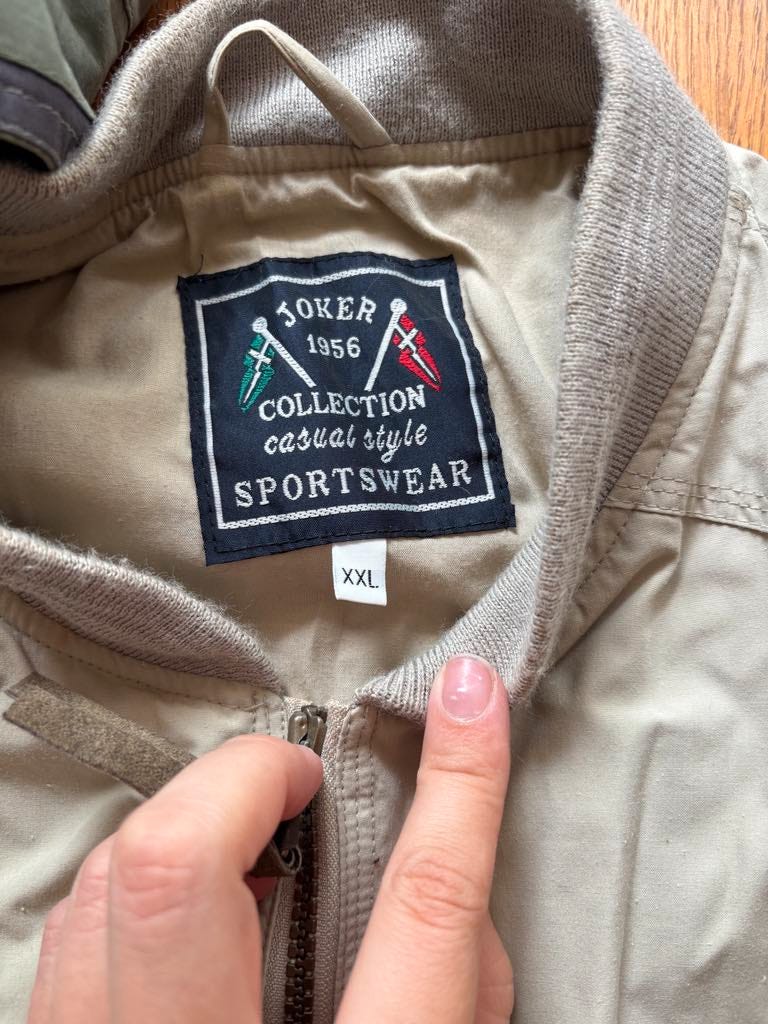 JOKER
1956
COLLECTION
casual style
SPORTSWEAR
XXL